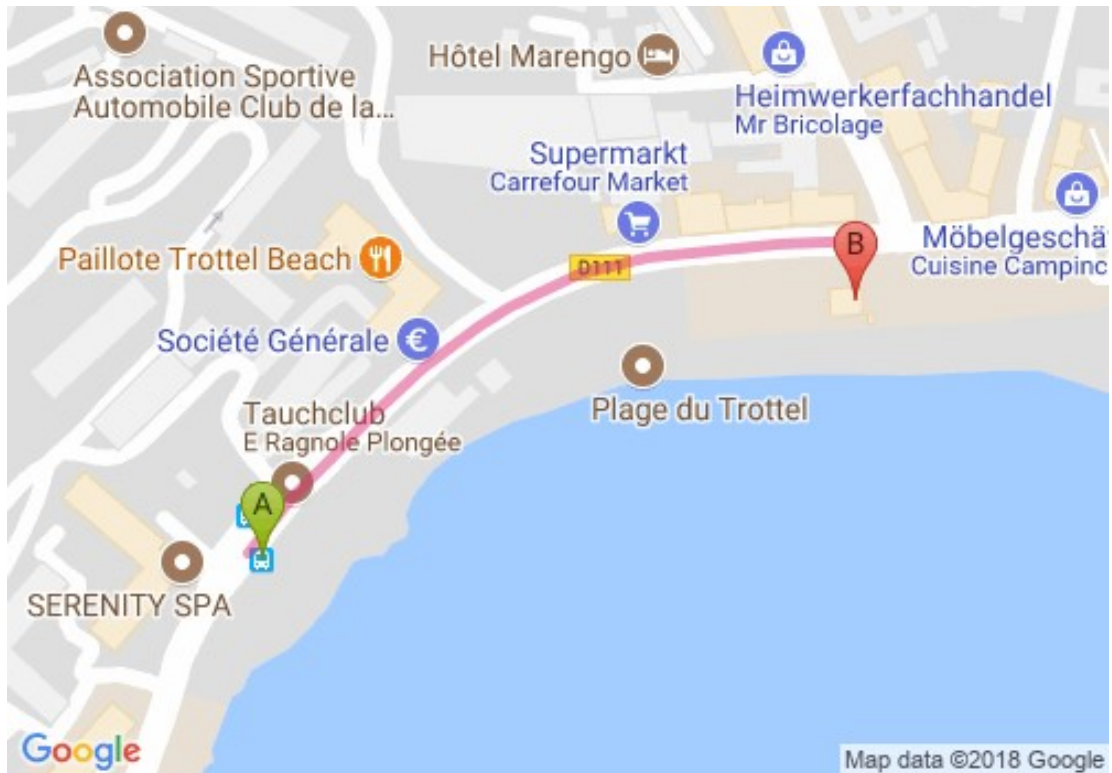 Association Sportive
Automobile Club de la...
Hôtel Marengo
Heimwerkerfachhandel
Mr Bricolage
Supermarkt
Carrefour Market
Paillote Trottel Beach
D111
B
Möbelgeschäf
Cuisine Campinc
Société Générale
€
Plage du Trottel
Tauchclub
E Ragnole Plongée
A
SERENITY SPA
Google
Map data ©2018 Google